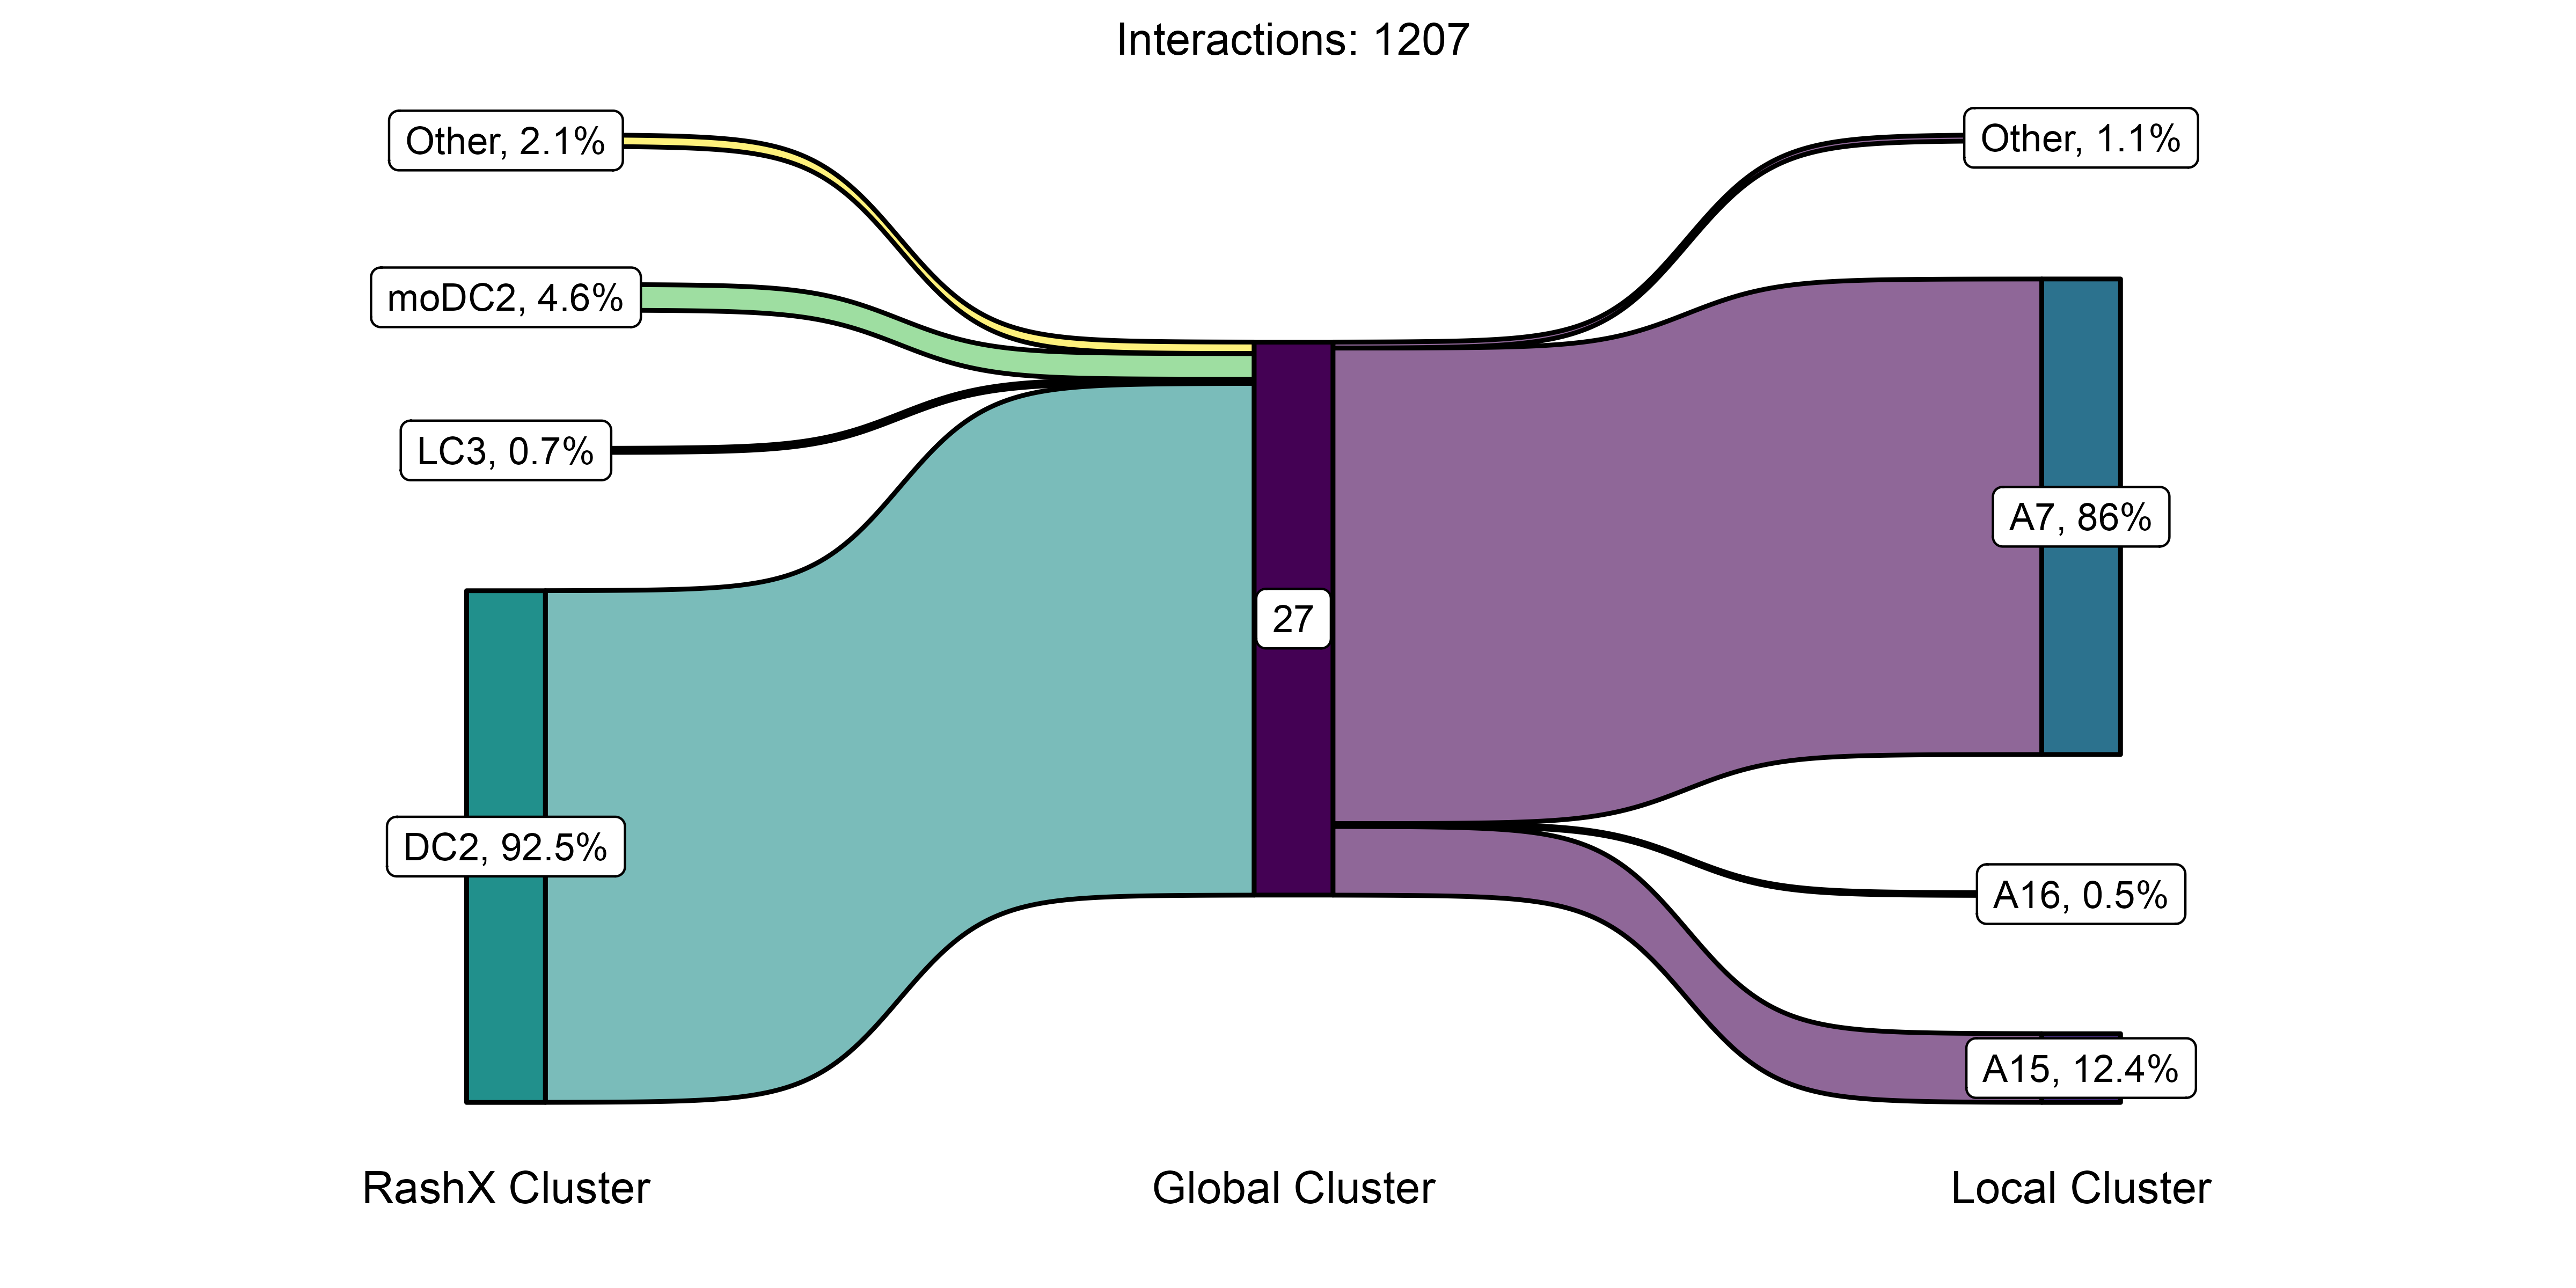 Interactions: 1207
Other, 2.1%
Other, 1.1%
moDC2, 4.6%
LC3, 0.7%
A7, 86%
27
DC2, 92.5%
A16, 0.5%
A15, 12.4%
RashX Cluster
Global Cluster
Local Cluster